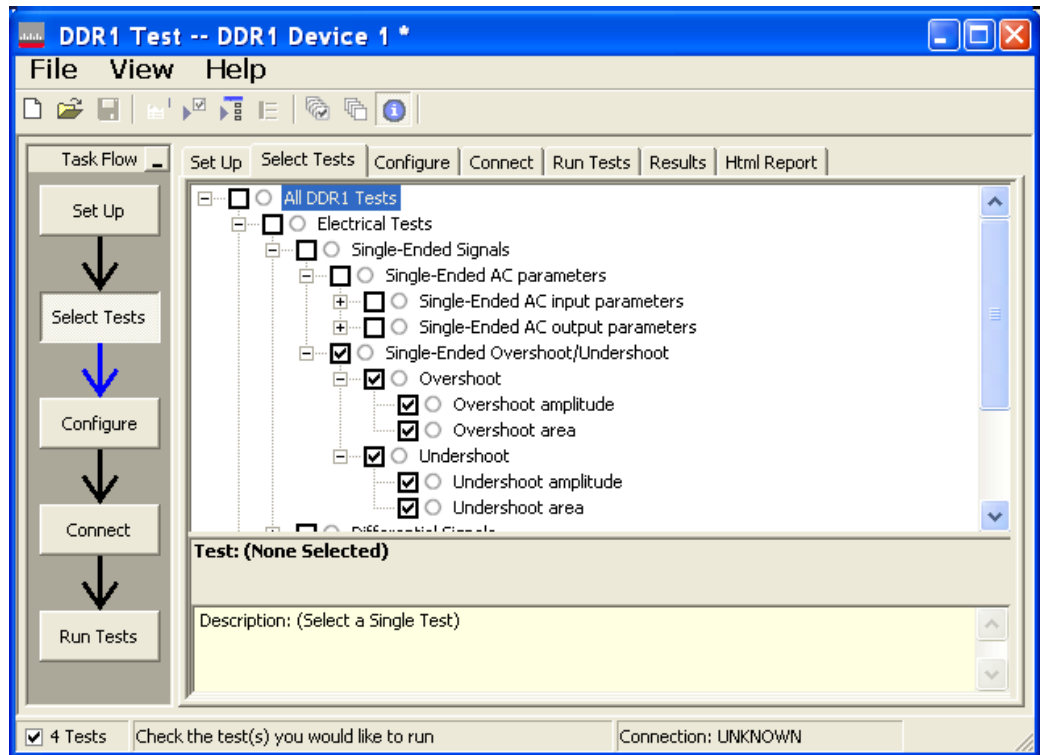 DDR1 Test -- DDR1 Device 1 *
File View Help
Task Flow
Set Up
Select Tests
Configure
Connect
Run Tests
Set Up Select Tests Configure Connect Run Tests Results Html Report
All DDR1 Tests
Electrical Tests
Single-Ended Signals
Single-Ended AC parameters
Single-Ended AC input parameters
Single-Ended AC output parameters
Single-Ended Overshoot/Undershoot
Overshoot
Overshoot amplitude
Overshoot area
Undershoot
Undershoot amplitude
Undershoot area
Differential Signals
Test: (None Selected)
Description: (Select a Single Test)
4 Tests Check the test(s) you would like to run Connection: UNKNOWN